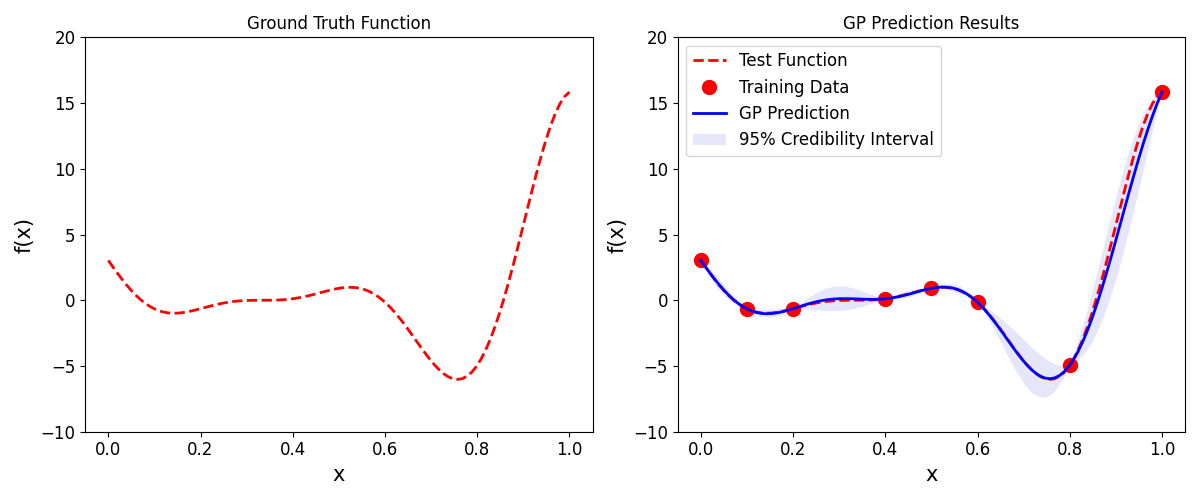 Ground Truth Function
20
15
10
5
0
−5
−10
f(x)
0.0 0.2 0.4 0.6 0.8 1.0
x
GP Prediction Results
Test Function
Training Data
GP Prediction
95% Credibility Interval
20
15
10
5
0
−5
−10
f(x)
0.0 0.2 0.4 0.6 0.8 1.0
x